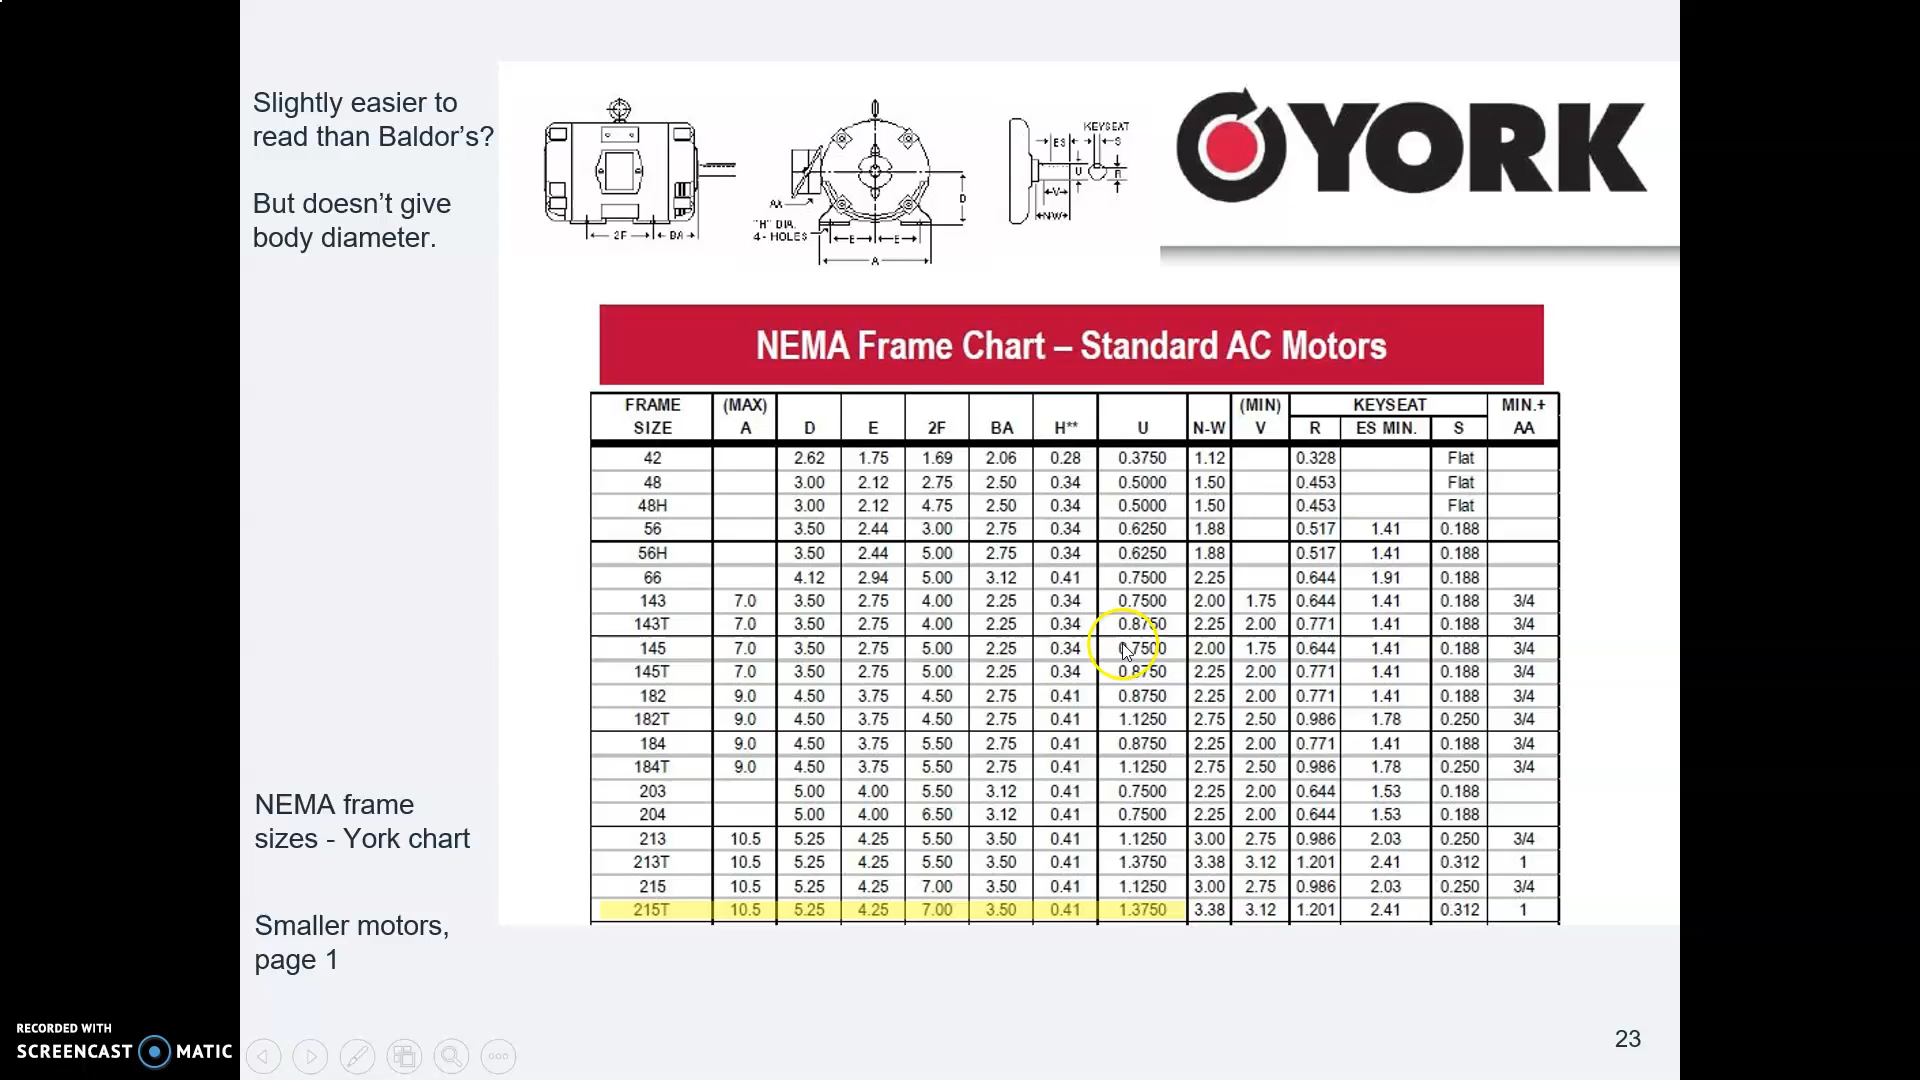 Slightly easier to
read than Baldor’s?
But doesn’t give
body diameter.
2F BA
AA
"H" DIA.
4 - HOLES
E E
A
D
KEYSEAT
ES S
U R
V
NW
YORK
NEMA Frame Chart – Standard AC Motors
FRAME (MAX) (MIN) KEYSEAT MIN.+
SIZE A D E 2F BA H** U N-W V R ES MIN. S AA
42 2.62 1.75 1.69 2.06 0.28 0.3750 1.12 0.328 Flat
48 3.00 2.12 2.75 2.50 0.34 0.5000 1.50 0.453 Flat
48H 3.00 2.12 4.75 2.50 0.34 0.5000 1.50 0.453 Flat
56 3.50 2.44 3.00 2.75 0.34 0.6250 1.88 0.517 1.41 0.188
56H 3.50 2.44 5.00 2.75 0.34 0.6250 1.88 0.517 1.41 0.188
66 4.12 2.94 5.00 3.12 0.41 0.7500 2.25 0.644 1.91 0.188
143 7.0 3.50 2.75 4.00 2.25 0.34 0.7500 2.00 1.75 0.644 1.41 0.188 3/4
143T 7.0 3.50 2.75 4.00 2.25 0.34 0.8750 2.25 2.00 0.771 1.41 0.188 3/4
145 7.0 3.50 2.75 5.00 2.25 0.34 0.7500 2.00 1.75 0.644 1.41 0.188 3/4
145T 7.0 3.50 2.75 5.00 2.25 0.34 0.8750 2.25 2.00 0.771 1.41 0.188 3/4
182 9.0 4.50 3.75 4.50 2.75 0.41 0.8750 2.25 2.00 0.771 1.41 0.188 3/4
182T 9.0 4.50 3.75 4.50 2.75 0.41 1.1250 2.75 2.50 0.986 1.78 0.250 3/4
184 9.0 4.50 3.75 5.50 2.75 0.41 0.8750 2.25 2.00 0.771 1.41 0.188 3/4
184T 9.0 4.50 3.75 5.50 2.75 0.41 1.1250 2.75 2.50 0.986 1.78 0.250 3/4
203 5.00 4.00 5.50 3.12 0.41 0.7500 2.25 2.00 0.644 1.53 0.188
204 5.00 4.00 6.50 3.12 0.41 0.7500 2.25 2.00 0.644 1.53 0.188
213 10.5 5.25 4.25 5.50 3.50 0.41 1.1250 3.00 2.75 0.986 2.03 0.250 3/4
213T 10.5 5.25 4.25 5.50 3.50 0.41 1.3750 3.38 3.12 1.201 2.41 0.312 1
215 10.5 5.25 4.25 7.00 3.50 0.41 1.1250 3.00 2.75 0.986 2.03 0.250 3/4
215T 10.5 5.25 4.25 7.00 3.50 0.41 1.3750 3.38 3.12 1.201 2.41 0.312 1
NEMA frame
sizes - York chart
Smaller motors,
page 1
23
RECORDED WITH
SCREENCAST MATIC